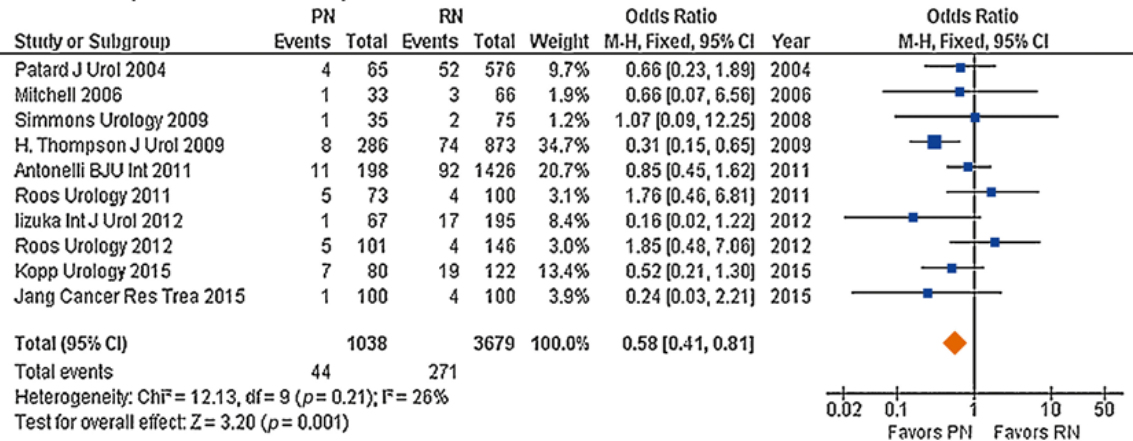 PN RN Odds Ratio Odds Ratio
Study or Subgroup Events Total Events Total Weight M-H, Fixed, 95% CI Year M-H, Fixed, 95% CI
Patard J Urol 2004 4 65 52 576 9.7% 0.66 [0.23, 1.89] 2004
Mitchell 2006 1 33 3 66 1.9% 0.66 [0.07, 6.56] 2006
Simmons Urology 2009 1 35 2 75 1.2% 1.07 [0.09, 12.25] 2008
H. Thompson J Urol 2009 8 286 74 873 34.7% 0.31 [0.15, 0.65] 2009
Antonelli BJU Int 2011 11 198 92 1426 20.7% 0.85 [0.45, 1.62] 2011
Roos Urology 2011 5 73 4 100 3.1% 1.76 [0.46, 6.81] 2011
Iizuka Int J Urol 2012 1 67 17 195 8.4% 0.16 [0.02, 1.22] 2012
Roos Urology 2012 5 101 4 146 3.0% 1.85 [0.48, 7.06] 2012
Kopp Urology 2015 7 80 19 122 13.4% 0.52 [0.21, 1.30] 2015
Jang Cancer Res Trea 2015 1 100 4 100 3.9% 0.24 [0.03, 2.21] 2015
Total (95% CI) 1038 3679 100.0% 0.58 [0.41, 0.81]
Total events 44 271
Heterogeneity: Chi² = 12.13, df = 9 (p = 0.21); I² = 26%
Test for overall effect: Z = 3.20 (p = 0.001)
0.02 0.1 1 10 50
Favors PN Favors RN